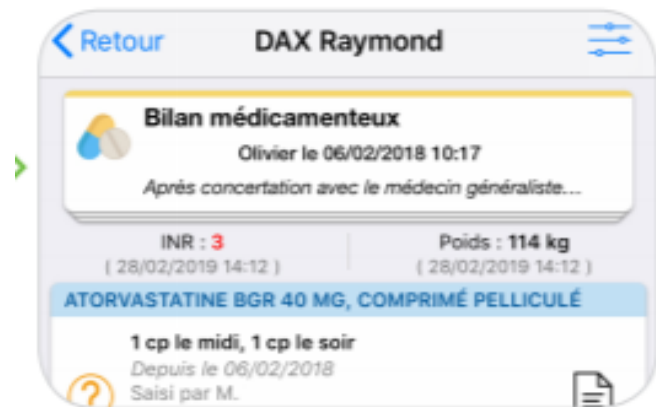 Retour
DAX Raymond
Bilan médicamenteux
Olivier le 06/02/2018 10:17
Après concertation avec le médecin généraliste...
INR : 3
Poids : 114 kg
( 28/02/2019 14:12 )
( 28/02/2019 14:12 )
ATORVASTATINE BGR 40 MG, COMPRIMÉ PELLICULÉ
1 cp le midi, 1 cp le soir
Depuis le 06/02/2018
Saisi par M.
?